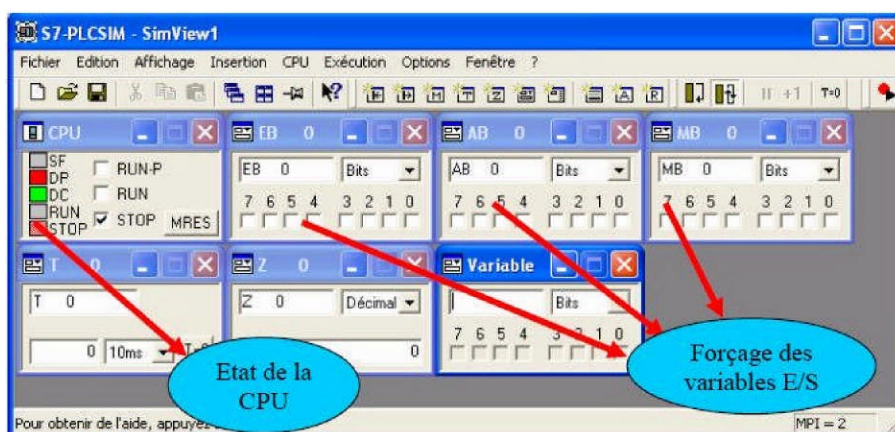 S7-PLCSIM - SimView1
Fichier Edition Affichage Insertion CPU Exécution Options Fenêtre ?
T=0
CPU
SF
DP
DC
RUN
STOP
RUN-P
RUN
STOP
MRES
EB 0
EB 0 Bits
7 6 5 4 3 2 1 0
AB 0
AB 0 Bits
7 6 5 4 3 2 1 0
MB 0
MB 0 Bits
7 6 5 4 3 2 1 0
T 0
T 0
0 10ms
Z 0
Z 0 Décimal
0
Variable
Bits
7 6 5 4 3 2 1 0
Etat de la
CPU
Forçage des
variables E/S
Pour obtenir de l'aide, appuyez
MPI = 2